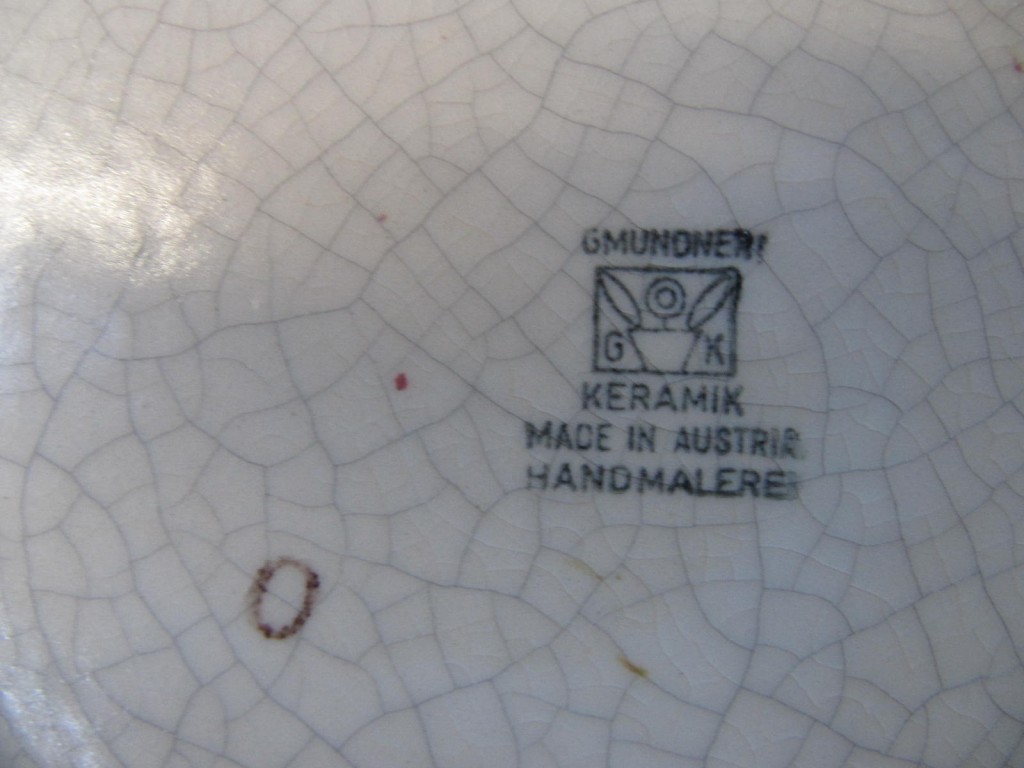 GMUNDNER
G K
KERAMIK
MADE IN AUSTRIA
HANDMALEREI
O